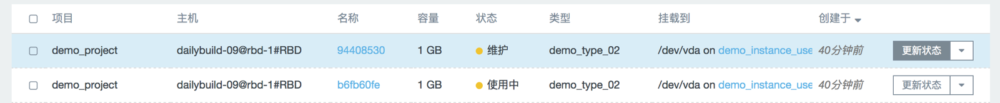 项目 主机 名称 容量 状态 类型 挂载到 创建于
demo_project dailybuild-09@rbd-1#RBD 94408530 1 GB 维护 demo_type_02 /dev/vda on demo_instance_use 40分钟前 更新状态
demo_project dailybuild-09@rbd-1#RBD b6fb60fe 1 GB 使用中 demo_type_02 /dev/vda on demo_instance_use 40分钟前 更新状态